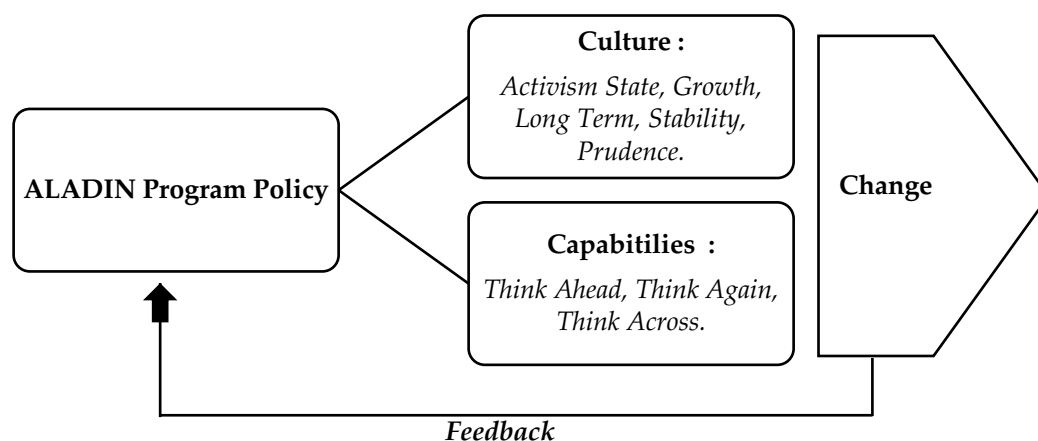 ALADIN Program Policy
Culture :
Activism State, Growth,
Long Term, Stability,
Prudence.
Capabitilies :
Think Ahead, Think Again,
Think Across.
Change
Feedback